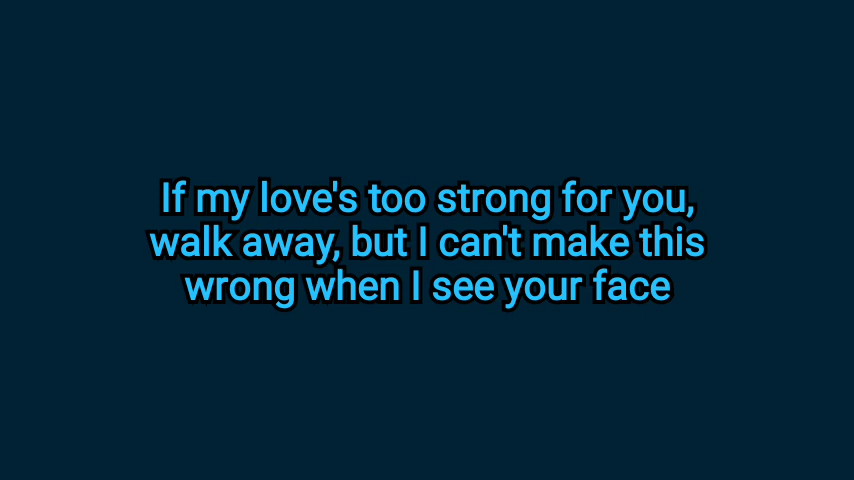 If my love's too strong for you,
walk away, but I can't make this
wrong when I see your face